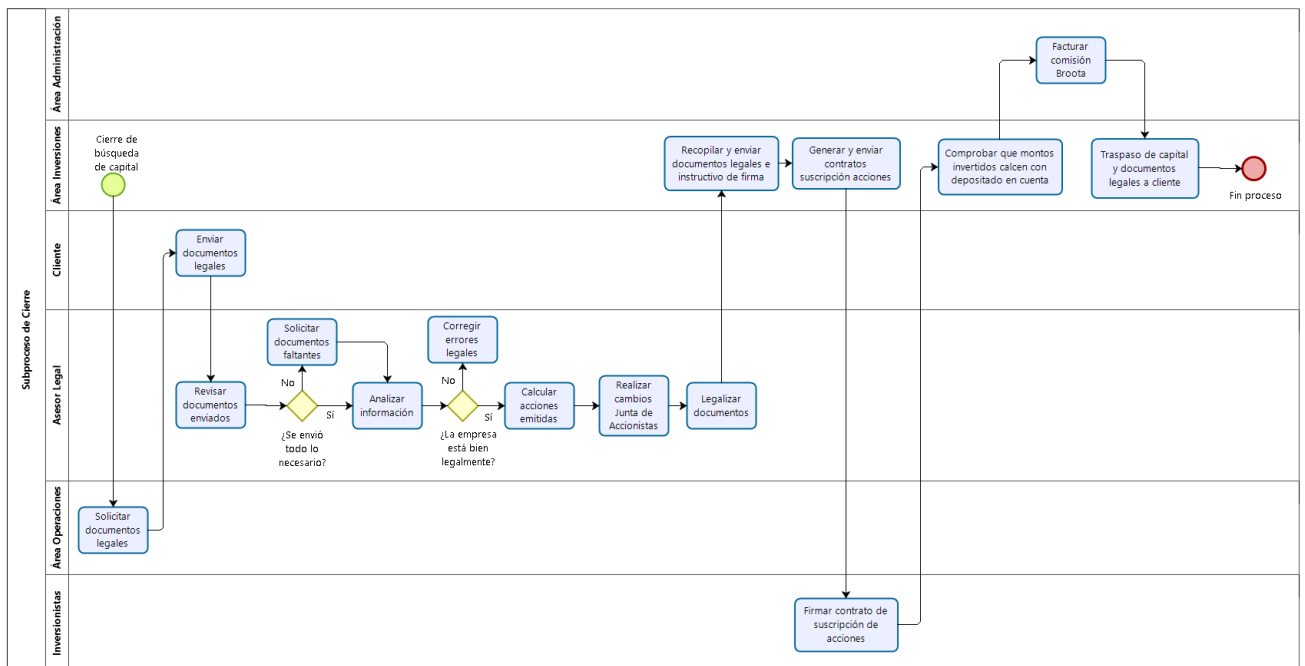 Subproceso de Cierre
Área Administración
Facturar
comisión
Broota
Área Inversiones
Cierre de
búsqueda
de capital
Recopilar y enviar
documentos legales e
instructivo de firma
Generar y enviar
contratos
suscripción acciones
Comprobar que montos
invertidos calcen con
depositado en cuenta
Traspaso de capital
y documentos
legales a cliente
Fin proceso
Cliente
Enviar
documentos
legales
Asesor Legal
Revisar
documentos
enviados
Solicitar
documentos
faltantes
No
Sí
¿Se envió
todo lo
necesario?
Analizar
información
Corregir
errores
legales
No
Sí
¿La empresa
está bien
legalmente?
Calcular
acciones
emitidas
Realizar
cambios
Junta de
Accionistas
Legalizar
documentos
Área Operaciones
Solicitar
documentos
legales
Inversionistas
Firmar contrato de
suscripción de
acciones